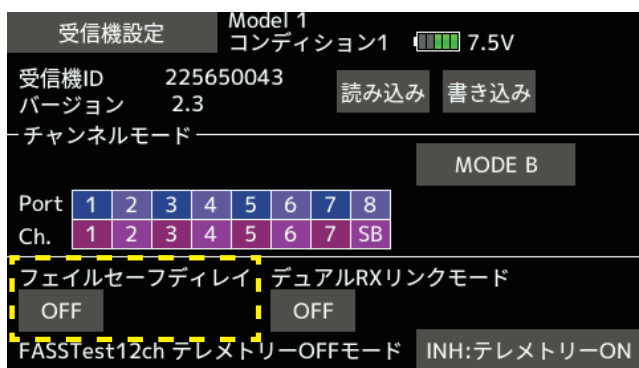 受信機設定 Model 1
コンディション1 7.5V
受信機ID 225650043 読み込み 書き込み
バージョン 2.3
チャンネルモード
MODE B
Port 1 2 3 4 5 6 7 8
Ch. 1 2 3 4 5 6 7 SB
フェイルセーフディレイ デュアルRXリンクモード
OFF OFF
FASSTest12ch テレメトリーOFFモード INH:テレメトリーON